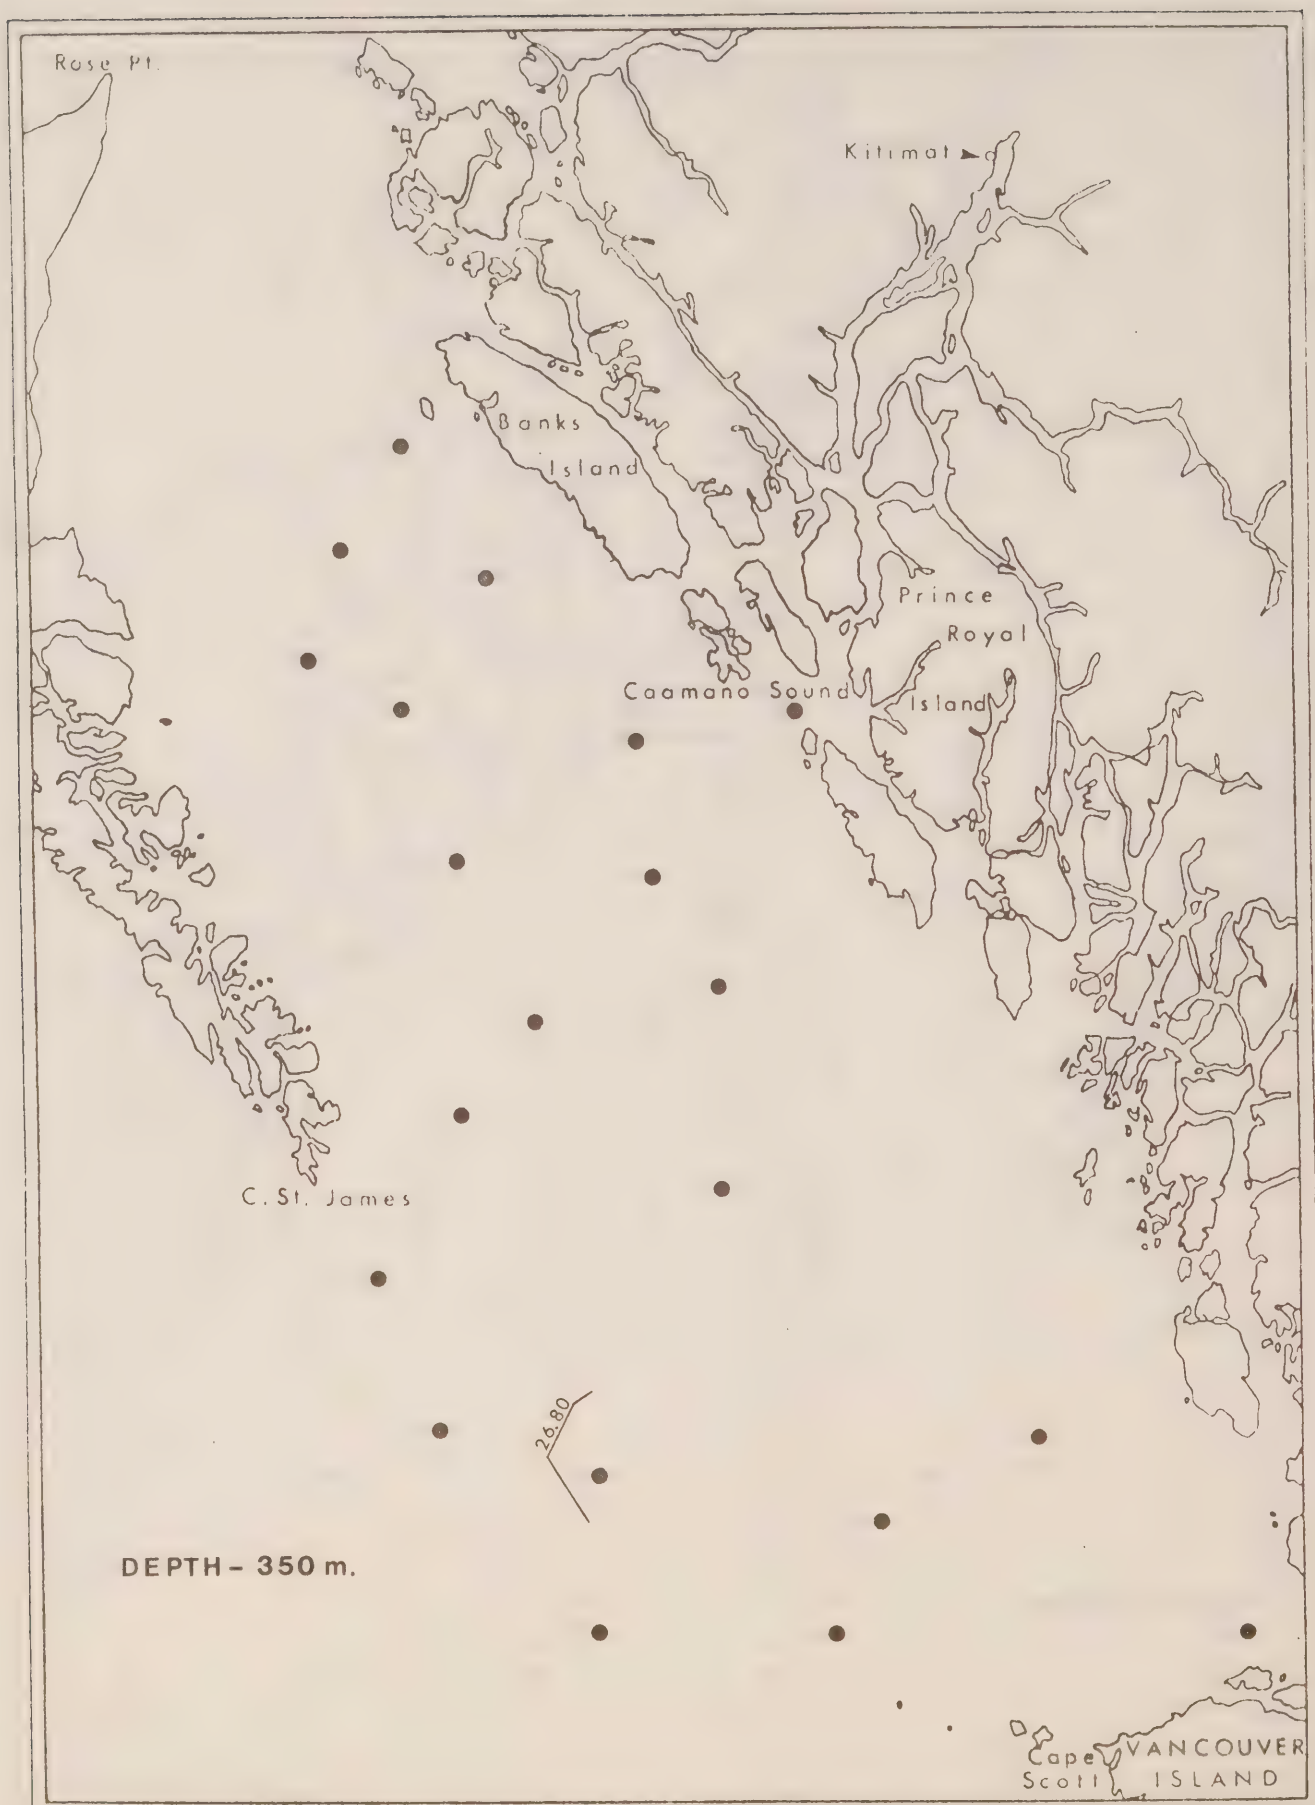 Rose Pt.
Kitimat
Banks
Island
Prince
Royal
Island
Caamano Sound
C. St. James
26.80
DEPTH - 350 m.
Cape
Scott
VANCOUVER
ISLAND